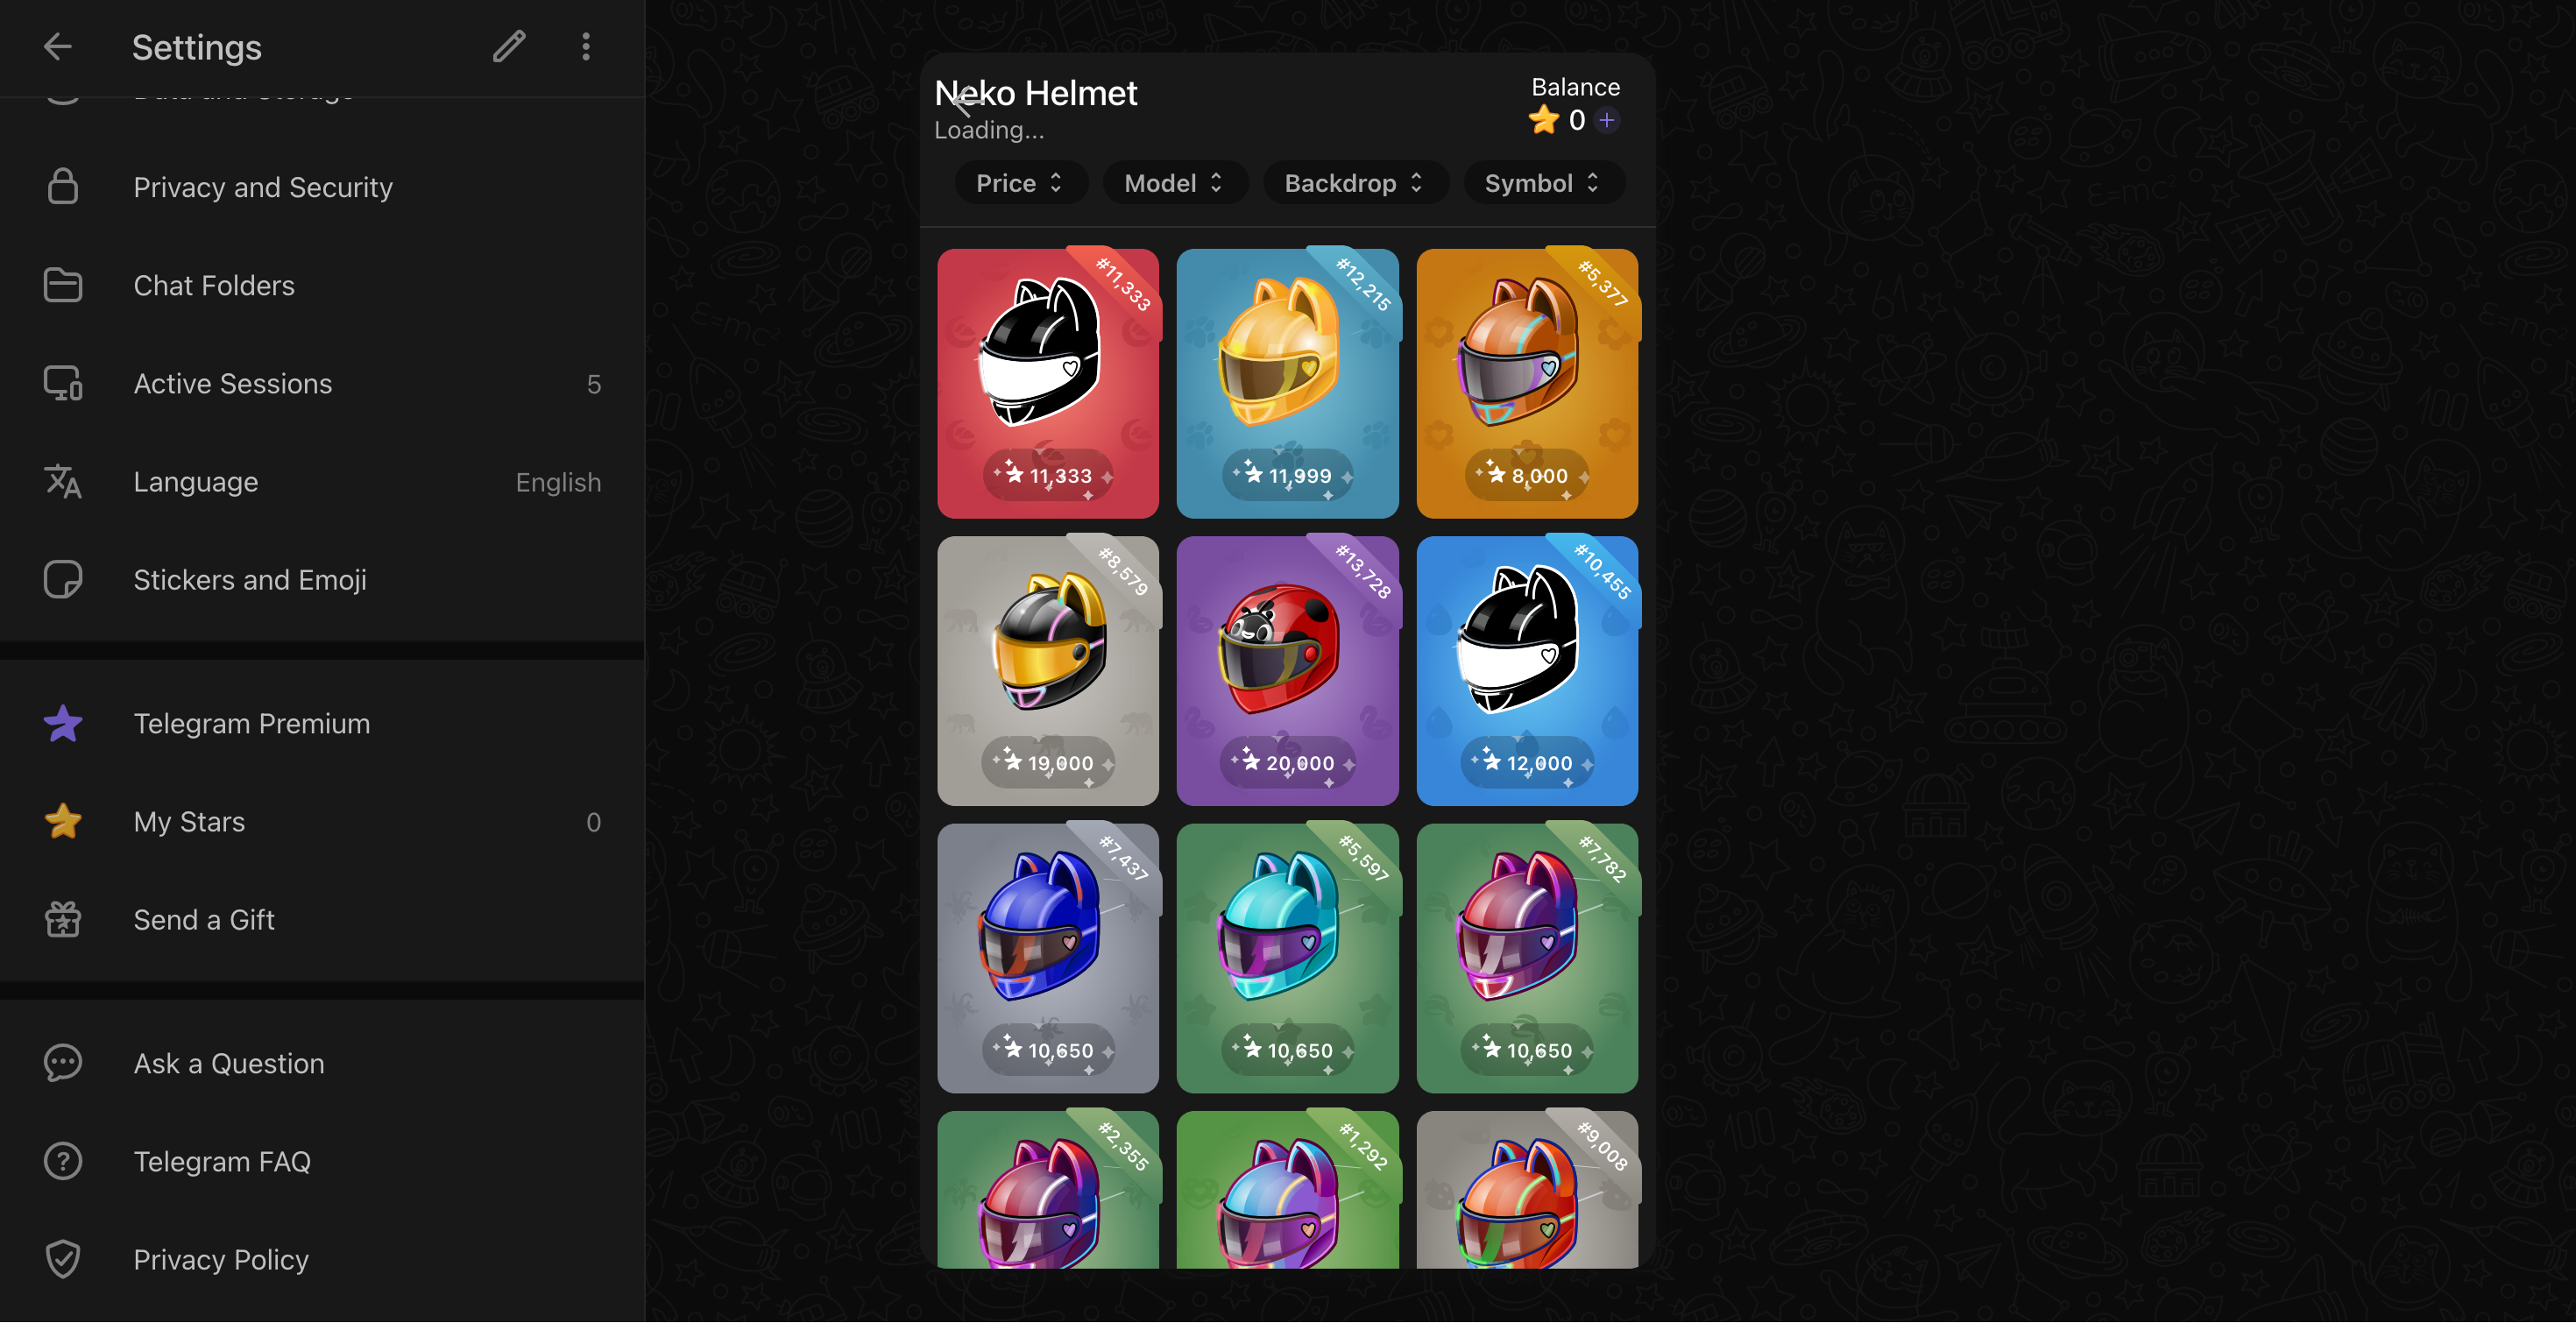 Settings
Data and Storage
Privacy and Security
Chat Folders
Active Sessions 5
Language English
Stickers and Emoji
Telegram Premium
My Stars 0
Send a Gift
Ask a Question
Telegram FAQ
Privacy Policy
Neko Helmet
Loading...
Balance
0 +
Price Model Backdrop Symbol
#11,333 #12,215 #5,377
11,333 11,999 8,000
#8,579 #13,728 #10,455
19,000 20,000 12,000
#7,437 #5,597 #7,782
10,650 10,650 10,650
#2,355 #1,292 #9,008